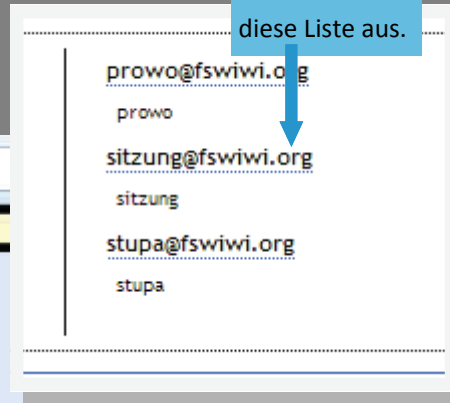 diese Liste aus.
prowo@fswiwi.org
prowo
sitzung@fswiwi.org
sitzung
stupa@fswiwi.org
stupa